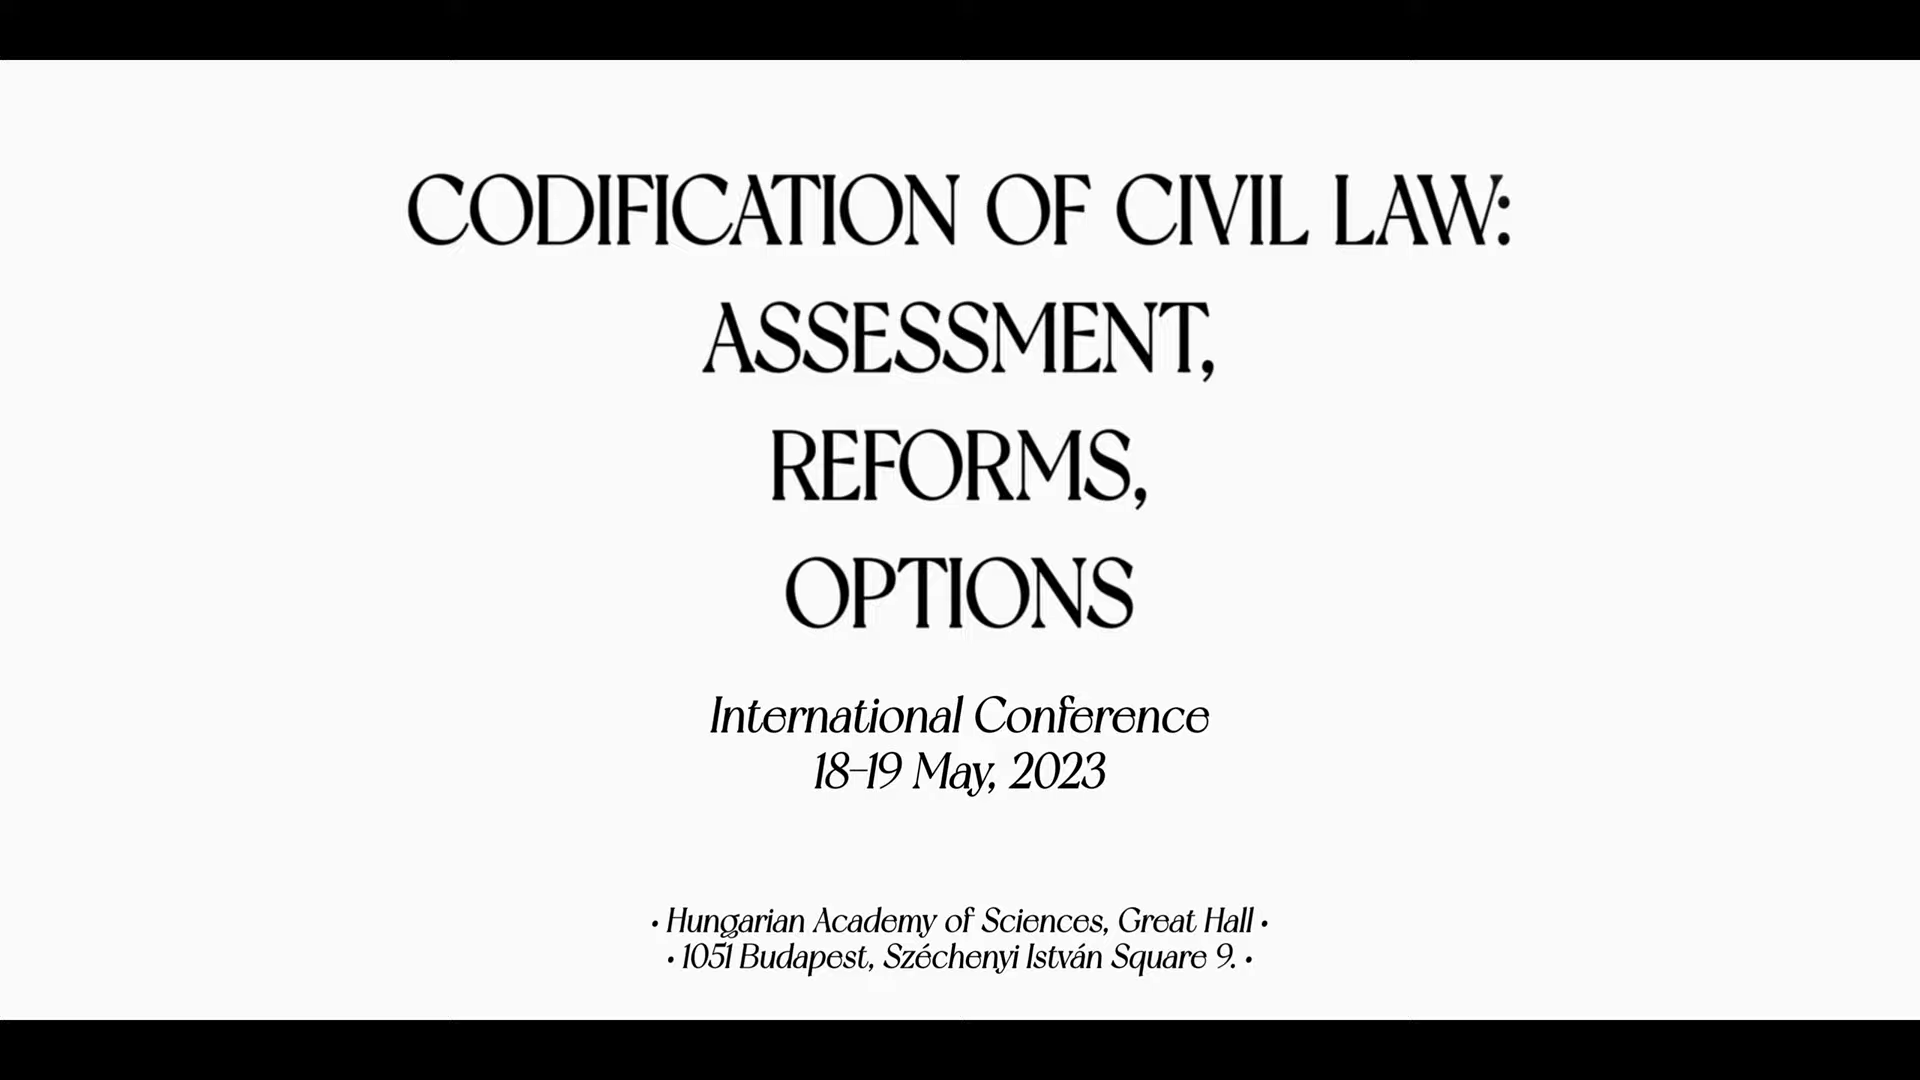 CODIFICATION OF CIVIL LAW:
ASSESSMENT,
REFORMS,
OPTIONS
International Conference
18–19 May, 2023
• Hungarian Academy of Sciences, Great Hall •
• 1051 Budapest, Széchenyi István Square 9. •